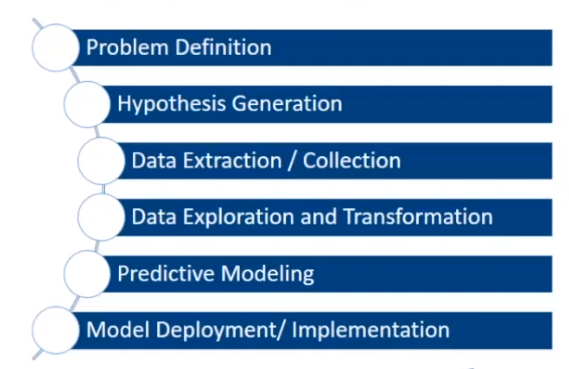 Problem Definition
Hypothesis Generation
Data Extraction / Collection
Data Exploration and Transformation
Predictive Modeling
Model Deployment/ Implementation